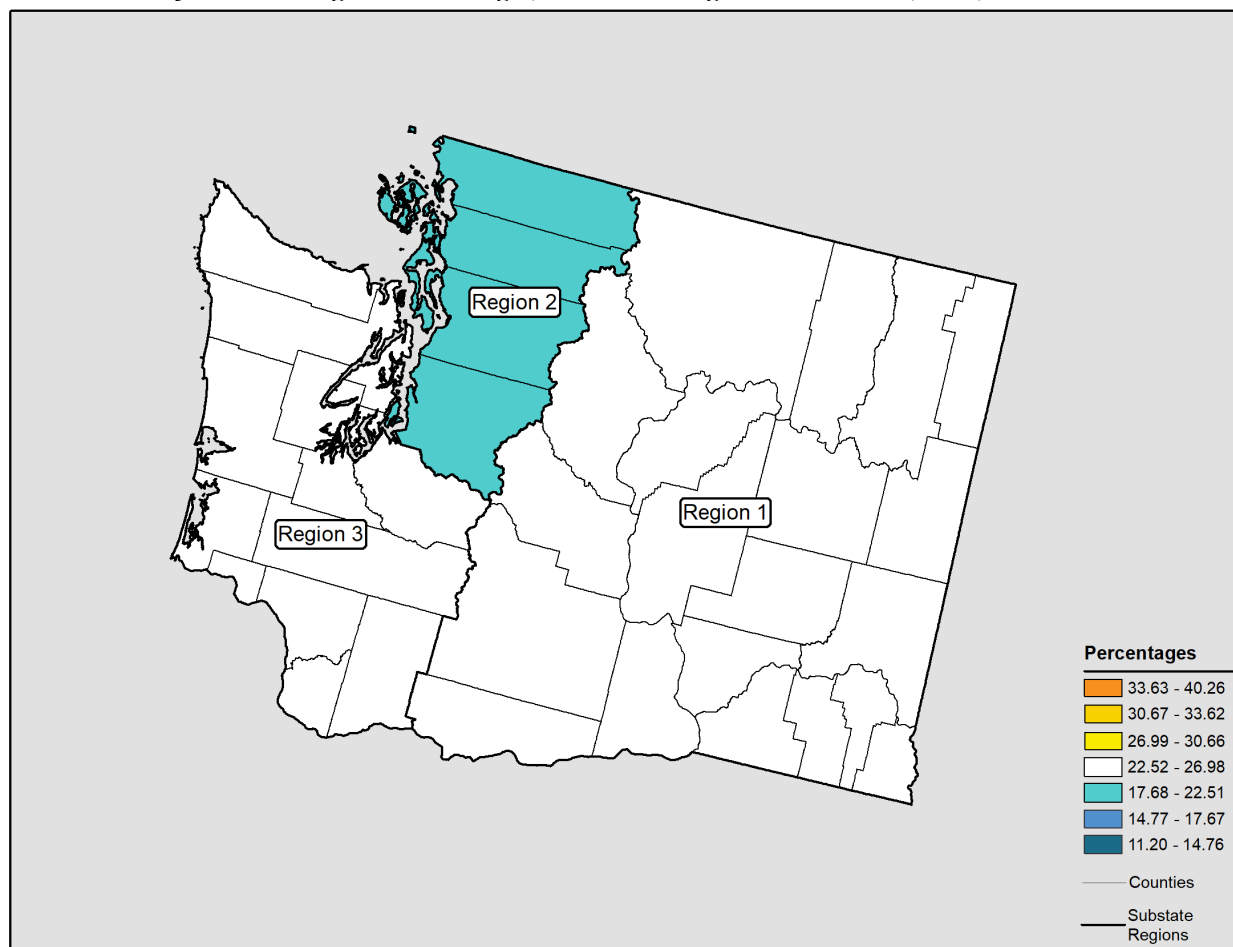 Region 2
Region 1
Region 3
Percentages
33.63 - 40.26
30.67 - 33.62
26.99 - 30.66
22.52 - 26.98
17.68 - 22.51
14.77 - 17.67
11.20 - 14.76
Counties
Substate
Regions